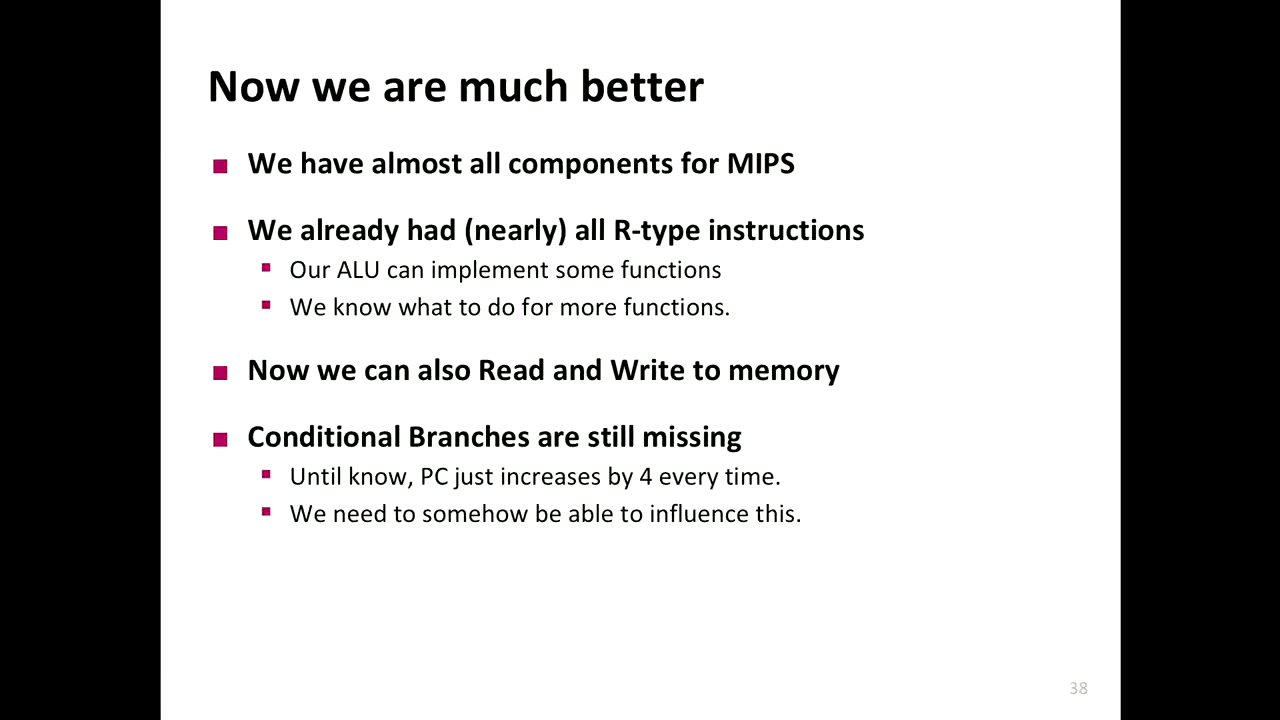 Now we are much better
We have almost all components for MIPS
We already had (nearly) all R-type instructions
Our ALU can implement some functions
We know what to do for more functions.
Now we can also Read and Write to memory
Conditional Branches are still missing
Until know, PC just increases by 4 every time.
We need to somehow be able to influence this.
38